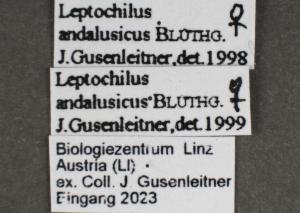 Leptochilus ♀
andalusicus BLÜTHG.
J.Gusenleitner,det.1998
Leptochilus
andalusicus BLÜTHG. ♀
J.Gusenleitner,det.1999
Biologiezentrum Linz
Austria (LI)
ex. Coll. J. Gusenleitner
Eingang 2023